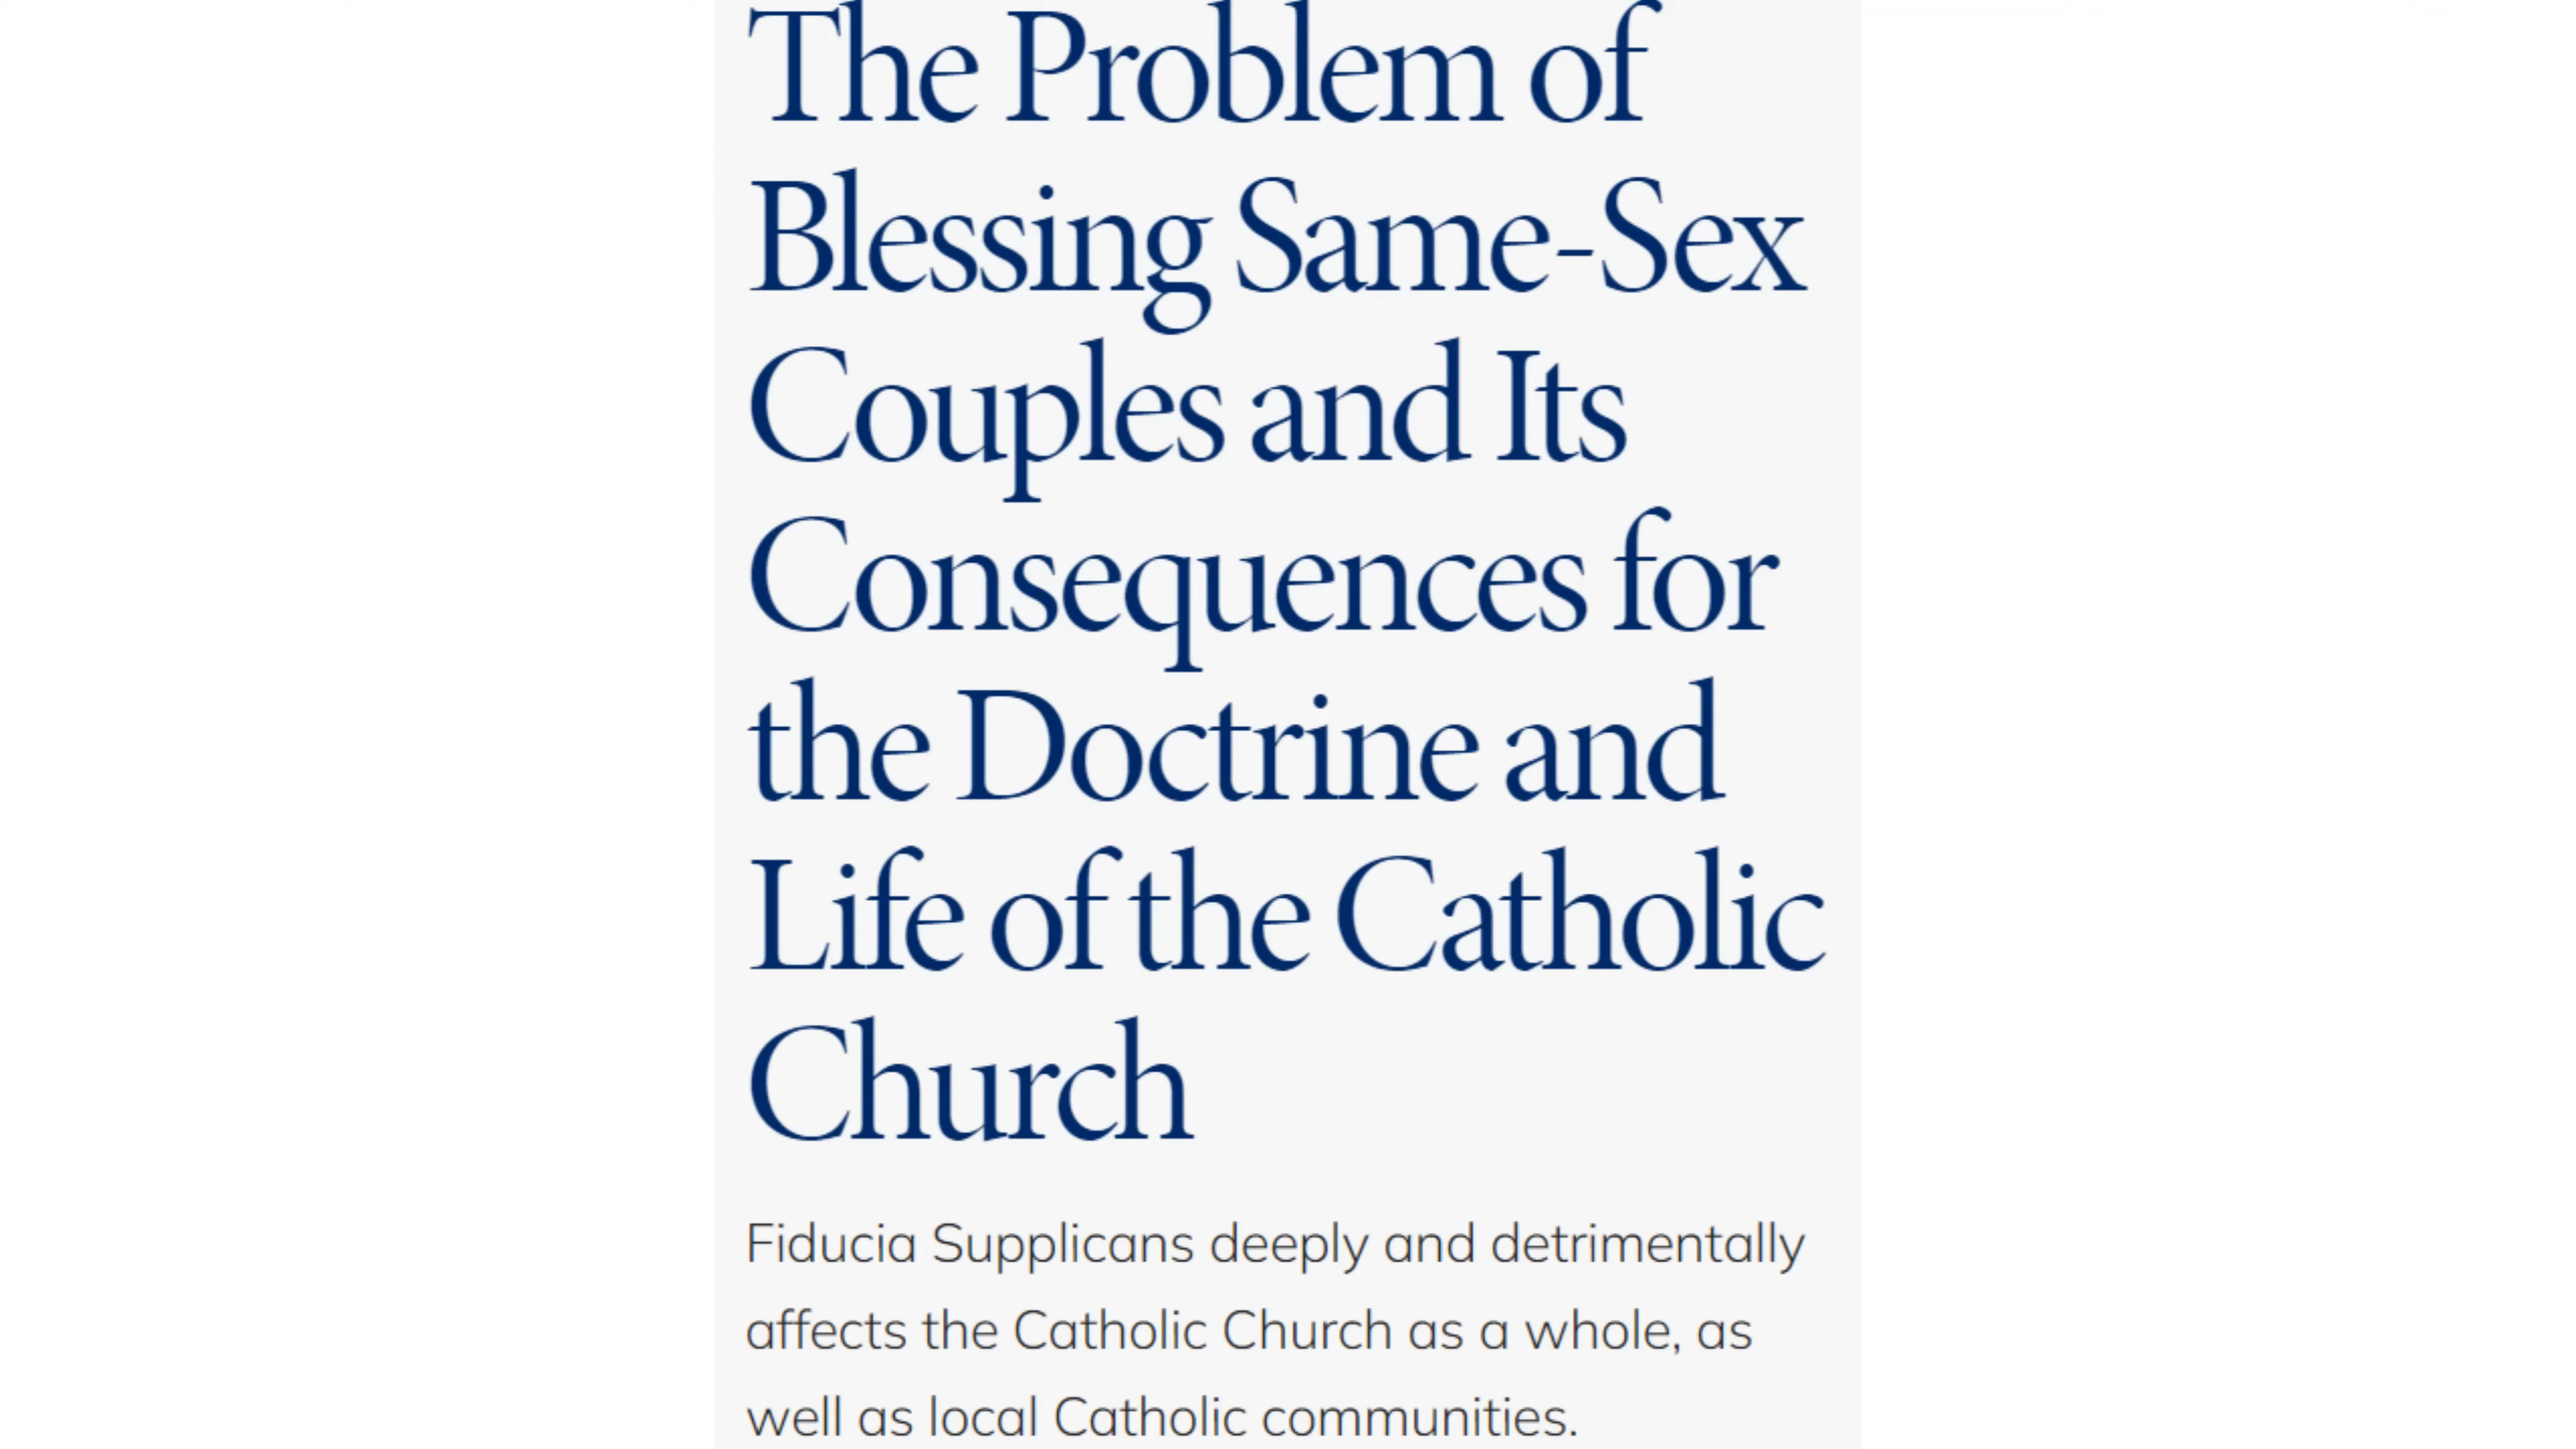 The Problem of
Blessing Same-Sex
Couples and Its
Consequences for
the Doctrine and
Life of the Catholic
Church
Fiducia Supplicans deeply and detrimentally
affects the Catholic Church as a whole, as
well as local Catholic communities.